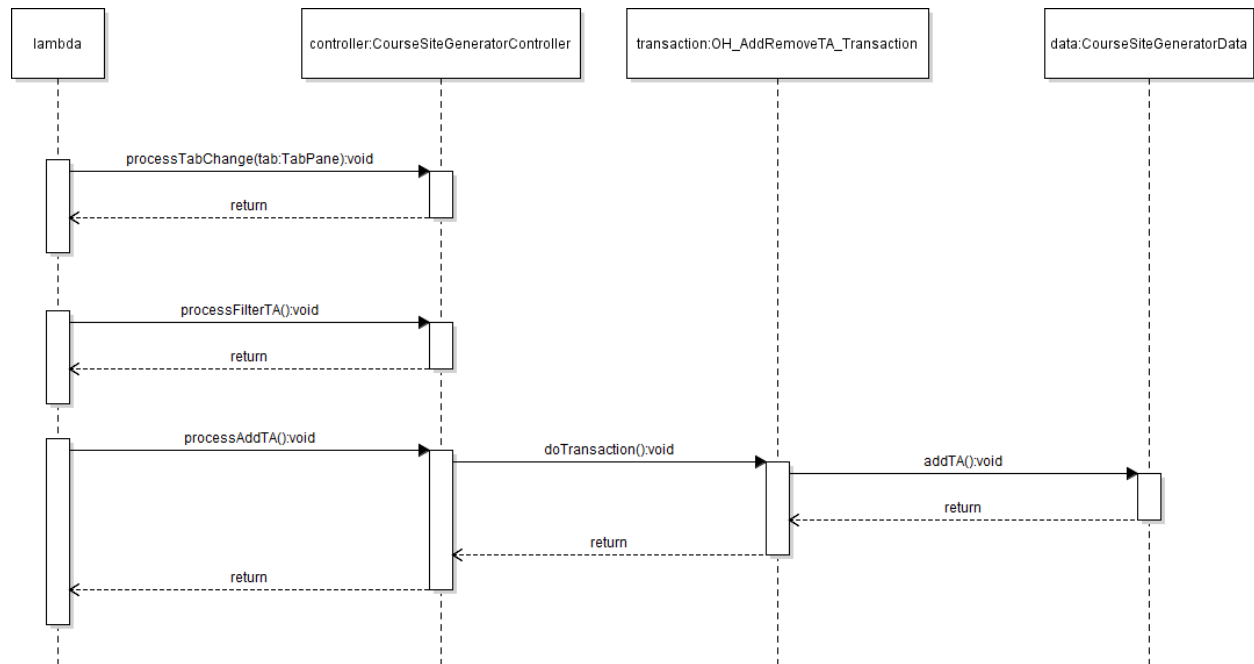 lambda
controller:CourseSiteGeneratorController
transaction:OH_AddRemoveTA_Transaction
data:CourseSiteGeneratorData
processTabChange(tab:TabPane):void
return
processFilterTA():void
return
processAddTA():void
doTransaction():void
addTA():void
return
return
return